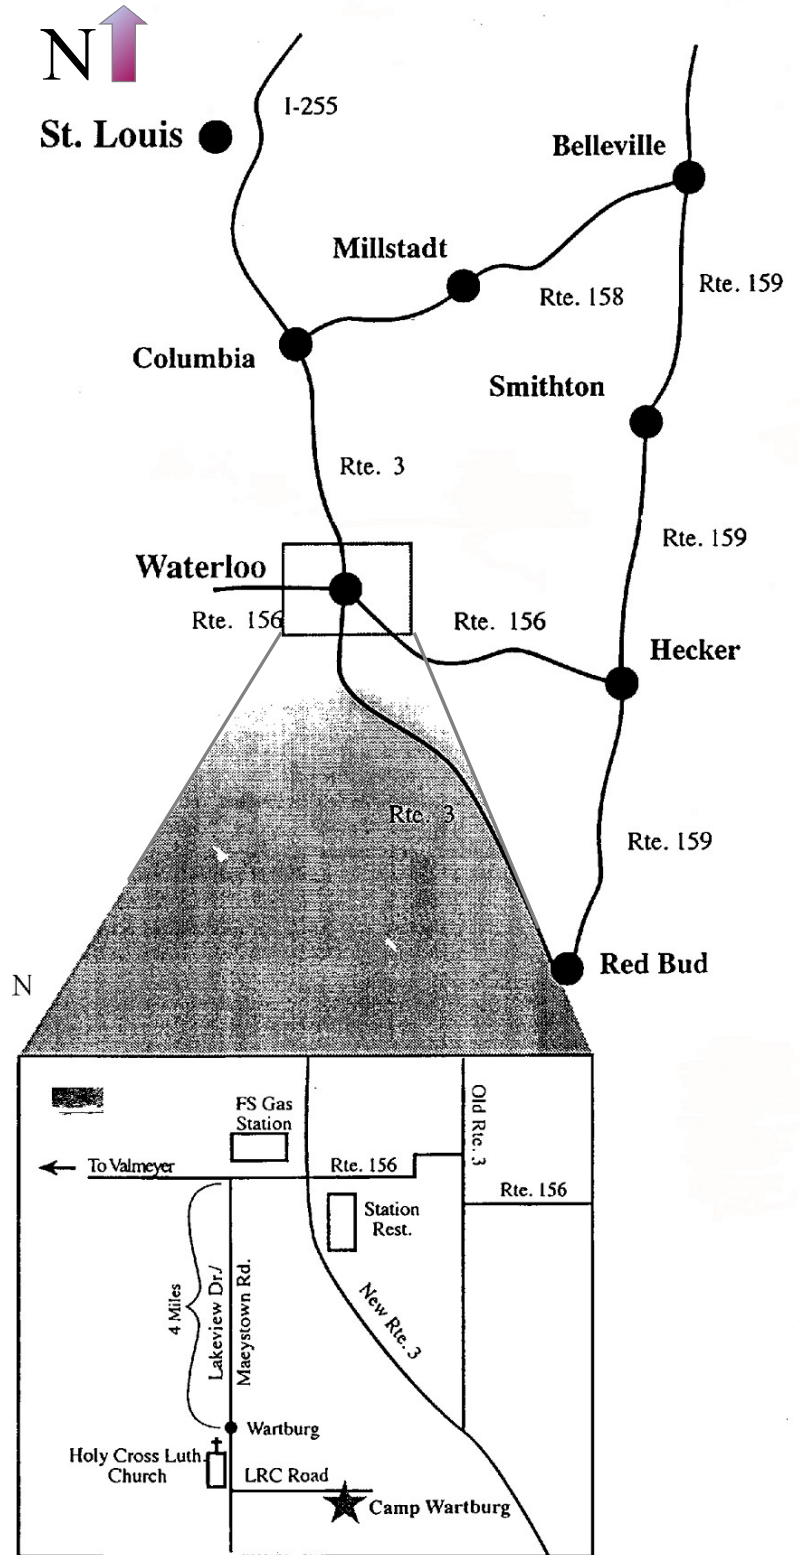 N
I-255
St. Louis
Belleville
Millstadt
Rte. 158
Rte. 159
Columbia
Smithton
Rte. 3
Rte. 159
Waterloo
Rte. 156
Rte. 156
Hecker
Rte. 3
Rte. 159
Red Bud
N
FS Gas
Station
Old Rte. 3
To Valmeyer
Rte. 156
Rte. 156
Station
Rest.
4 Miles
Lakeview Dr./
Maeystown Rd.
New Rte. 3
Wartburg
Holy Cross Luth.
Church
LRC Road
Camp Wartburg